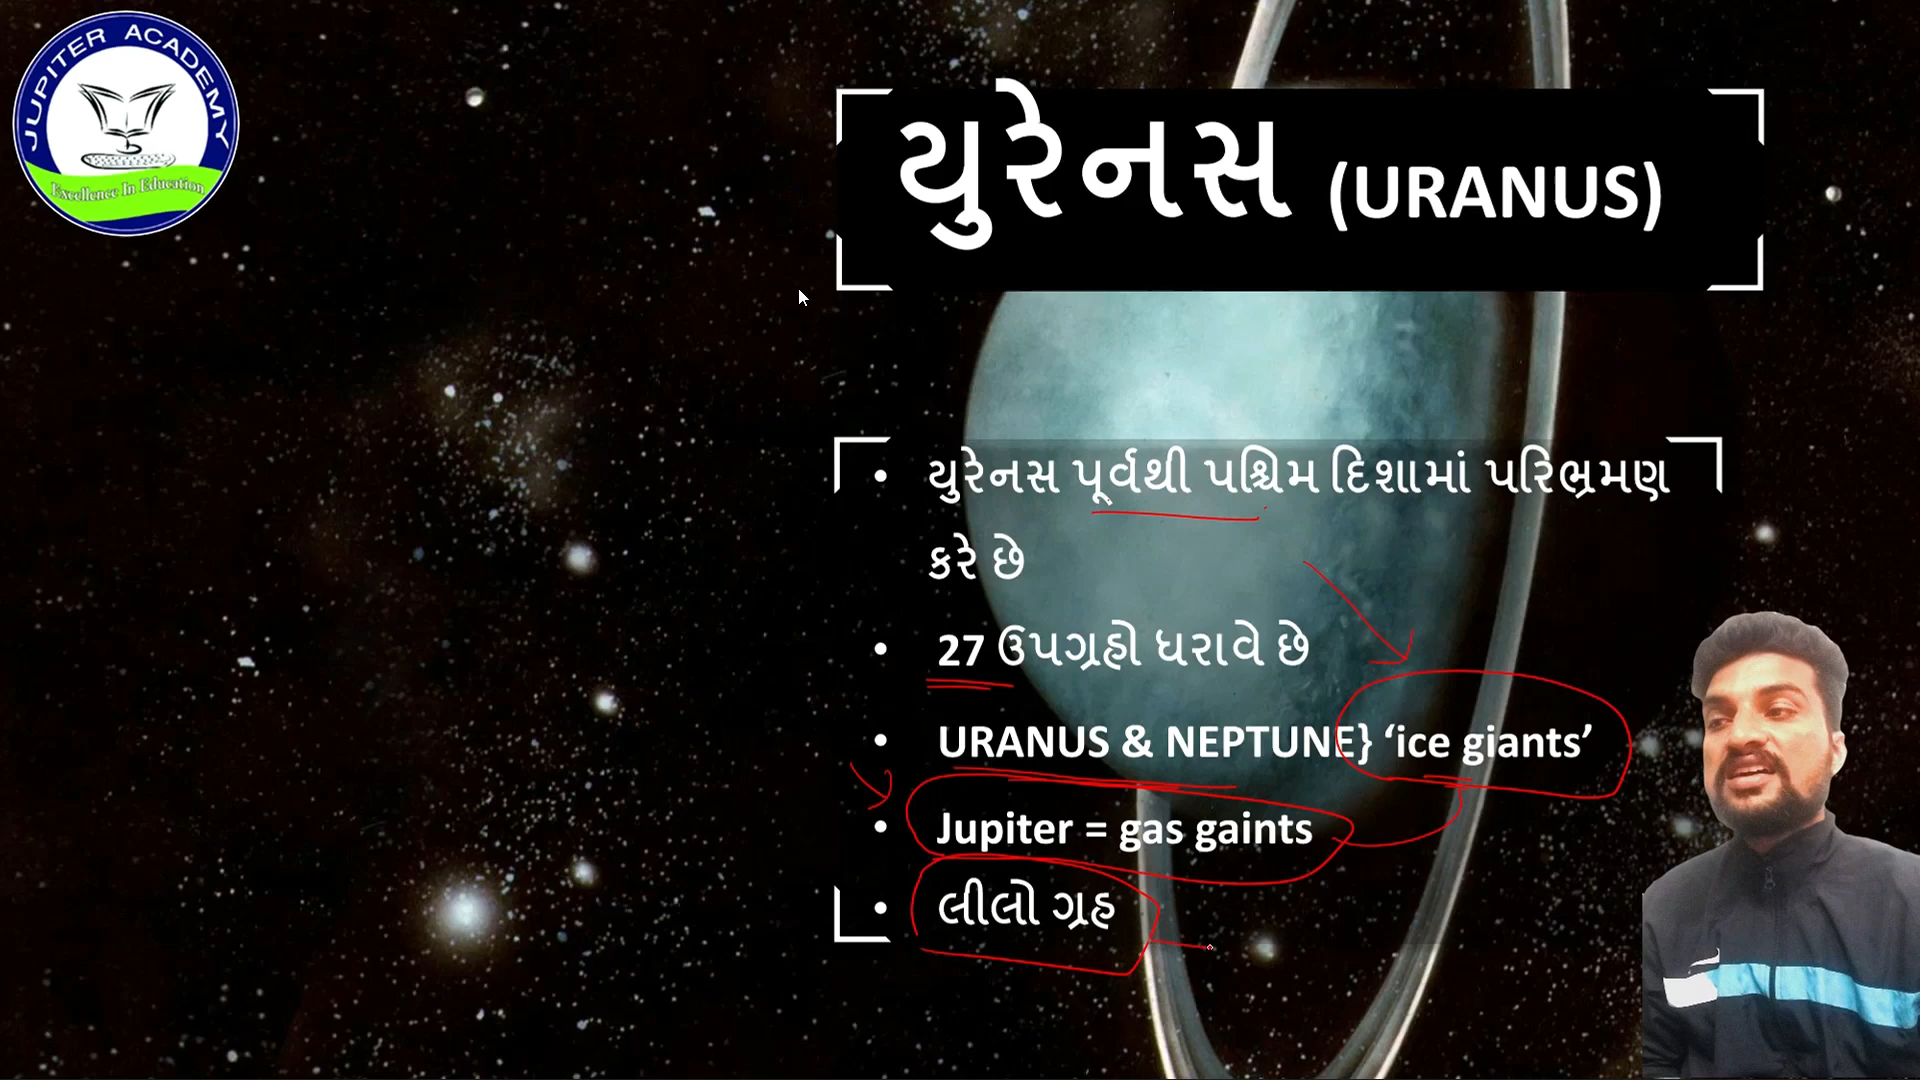 JUPITER ACADEMY
Excellence In Education
યુરેનસ (URANUS)
• યુરેનસ પૂર્વથી પશ્ચિમ દિશામાં પરિભ્રમણ
કરે છે
• 27 ઉપગ્રહો ધરાવે છે
• URANUS & NEPTUNE} ‘ice giants’
• Jupiter = gas gaints
• લીલો ગ્રહ